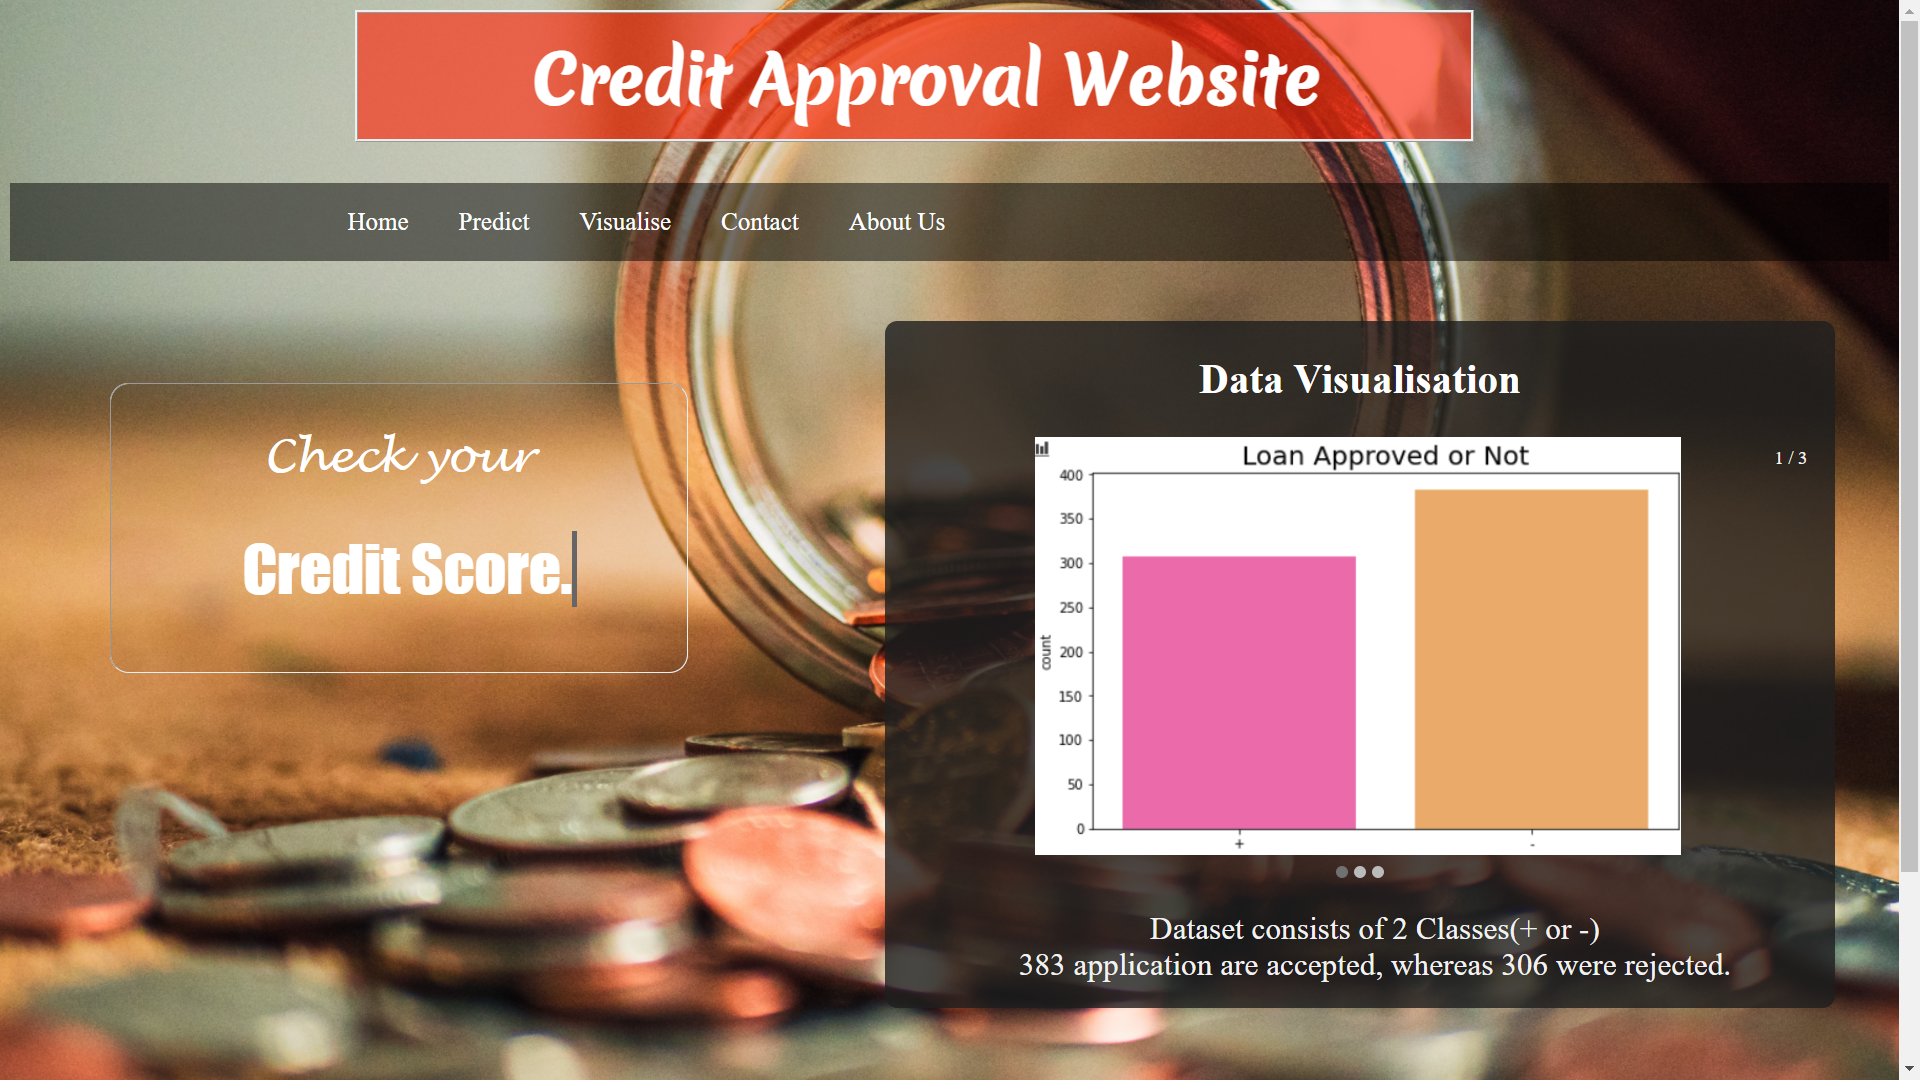 Credit Approval Website
Home Predict Visualise Contact About Us
Check your
Credit Score.
Data Visualisation
1 / 3
Loan Approved or Not
400
350
300
250
200
150
100
50
0
count
+ -
Dataset consists of 2 Classes(+ or -)
383 application are accepted, whereas 306 were rejected.